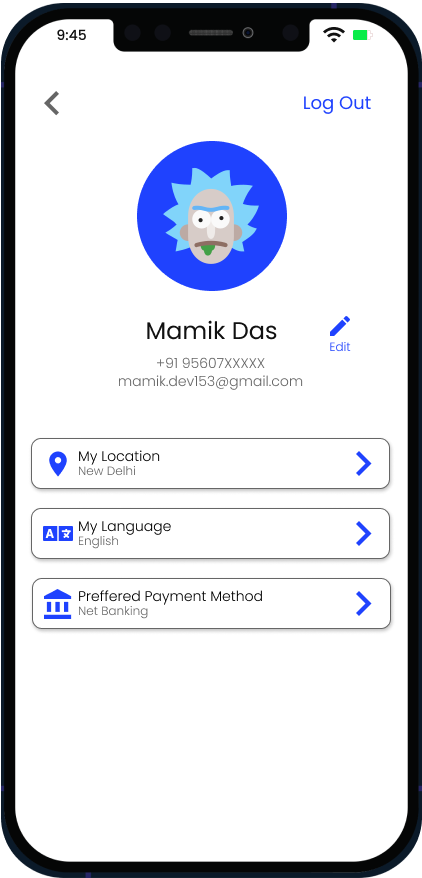 9:45
Log Out
Mamik Das
Edit
+91 95607XXXXX
mamik.dev153@gmail.com
My Location
New Delhi
A
My Language
English
Preffered Payment Method
Net Banking